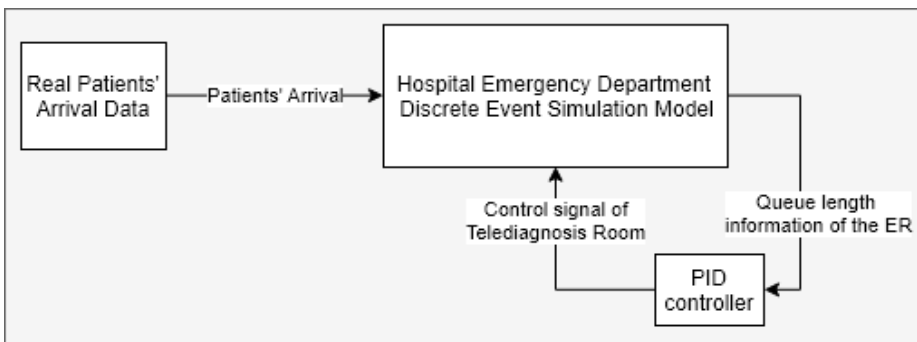 Real Patients'
Arrival Data
Patients' Arrival
Hospital Emergency Department
Discrete Event Simulation Model
Control signal of
Telediagnosis Room
Queue length
information of the ER
PID
controller